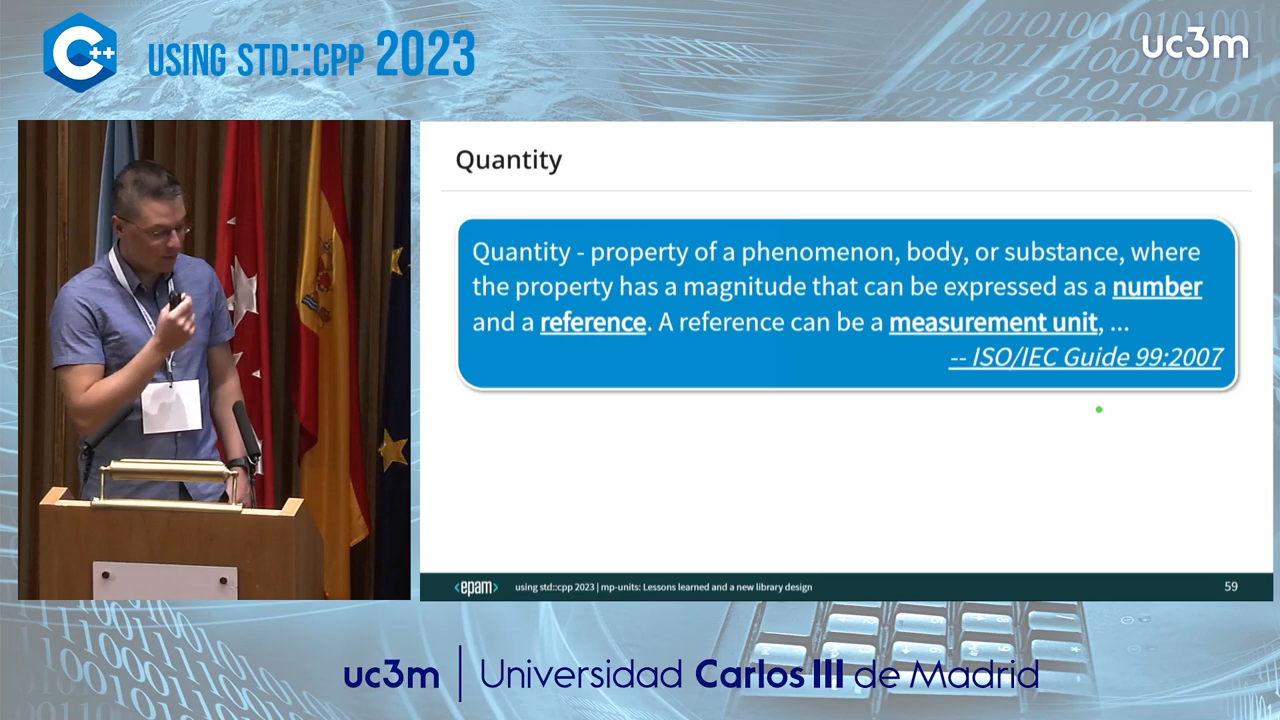 C++
USING STD::CPP 2023
uc3m
Quantity
Quantity - property of a phenomenon, body, or substance, where
the property has a magnitude that can be expressed as a number
and a reference. A reference can be a measurement unit, ...
-- ISO/IEC Guide 99:2007
<epam>
using std::cpp 2023 | mp-units: Lessons learned and a new library design
59
uc3m | Universidad Carlos III de Madrid